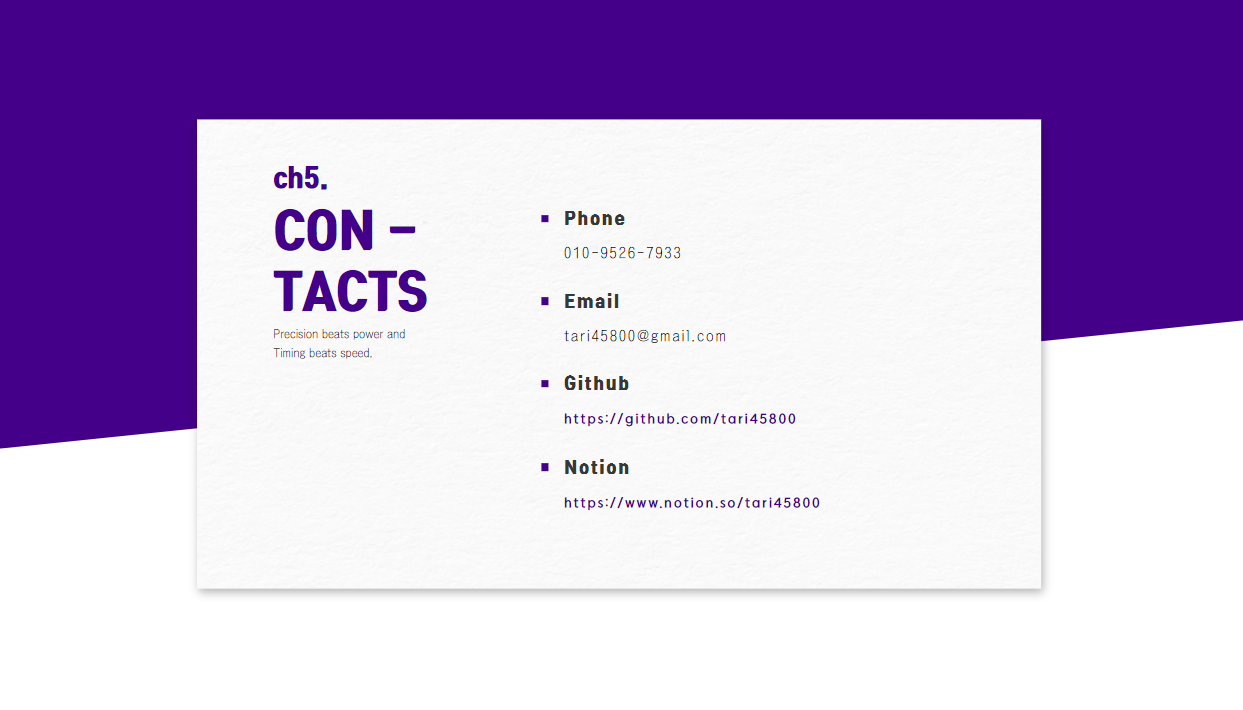 ch5.
CON -
TACTS
Precision beats power and
Timing beats speed.
Phone
010-9526-7933
Email
tari45800@gmail.com
Github
https://github.com/tari45800
Notion
https://www.notion.so/tari45800